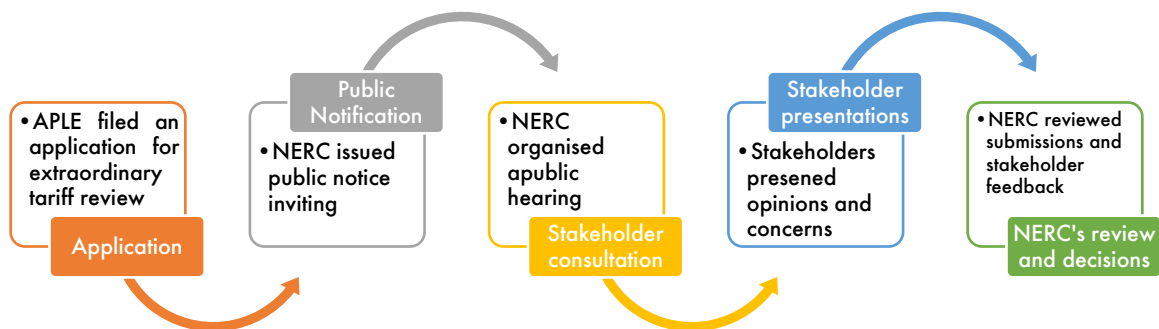 • APLE filed an
application for
extraordinary
tariff review
Application
Public
Notification
• NERC issued
public notice
inviting
• NERC
organised
apublic
hearing
Stakeholder
consultation
Stakeholder
presentations
• Stakeholders
presened
opinions and
concerns
• NERC reviewed
submissions and
stakeholder
feedback
NERC's review
and decisions